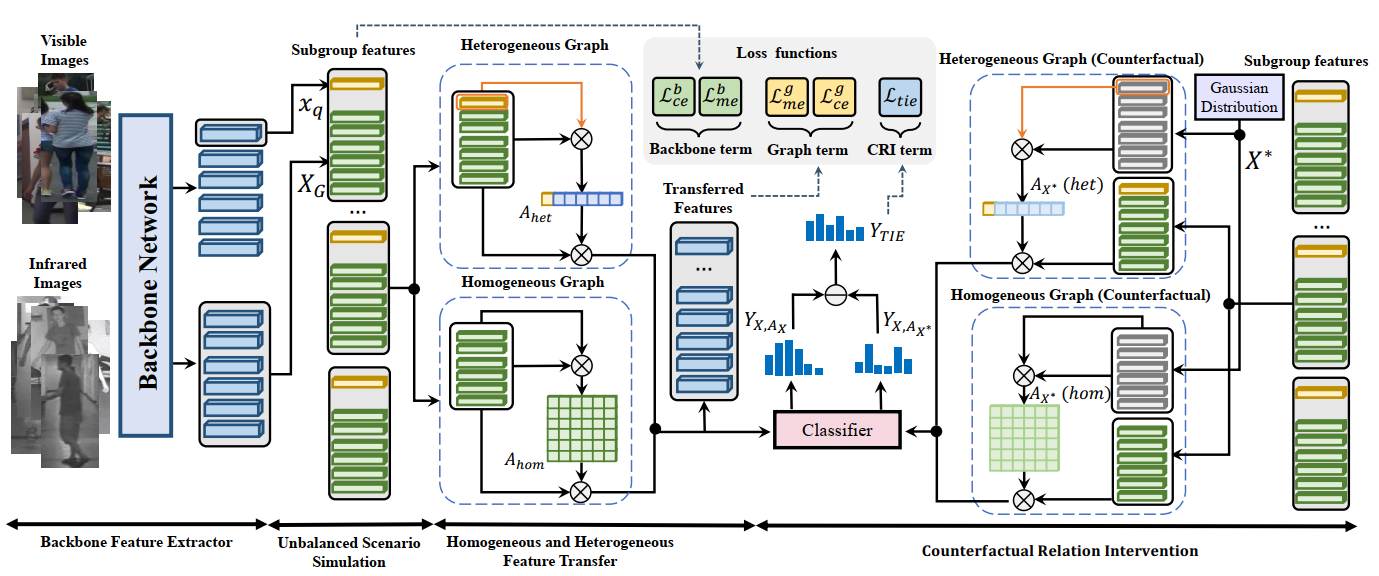 Visible
Images
Infrared
Images
Backbone Network
x_q
X_G
Subgroup features
...
Heterogeneous Graph
A_het
Homogeneous Graph
A_hom
Loss functions
L^b_ce
L^b_me
L^g_me
L^g_ce
L_tie
Backbone term
Graph term
CRI term
Transferred
Features
...
Y_TIE
Y_X,A_X
Y_X,A_X*
Classifier
Heterogeneous Graph (Counterfactual)
A_X* (het)
Homogeneous Graph (Counterfactual)
A_X* (hom)
Gaussian
Distribution
X*
Subgroup features
...
Backbone Feature Extractor
Unbalanced Scenario
Simulation
Homogeneous and Heterogeneous
Feature Transfer
Counterfactual Relation Intervention